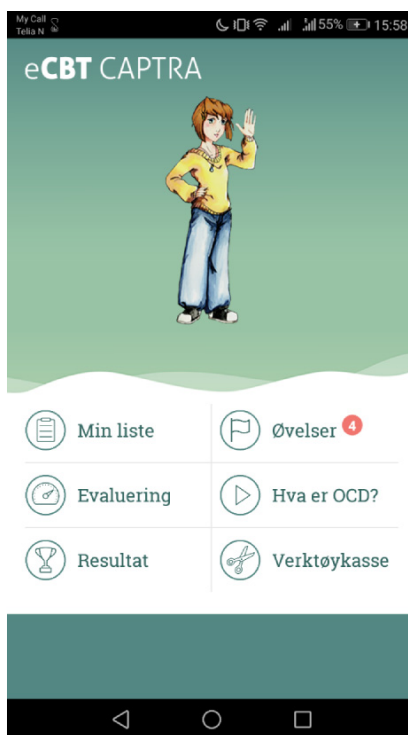 My Call
Telia N
55% 15:58
eCBT CAPTRA
Min liste
Øvelser 4
Evaluering
Hva er OCD?
Resultat
Verktøykasse